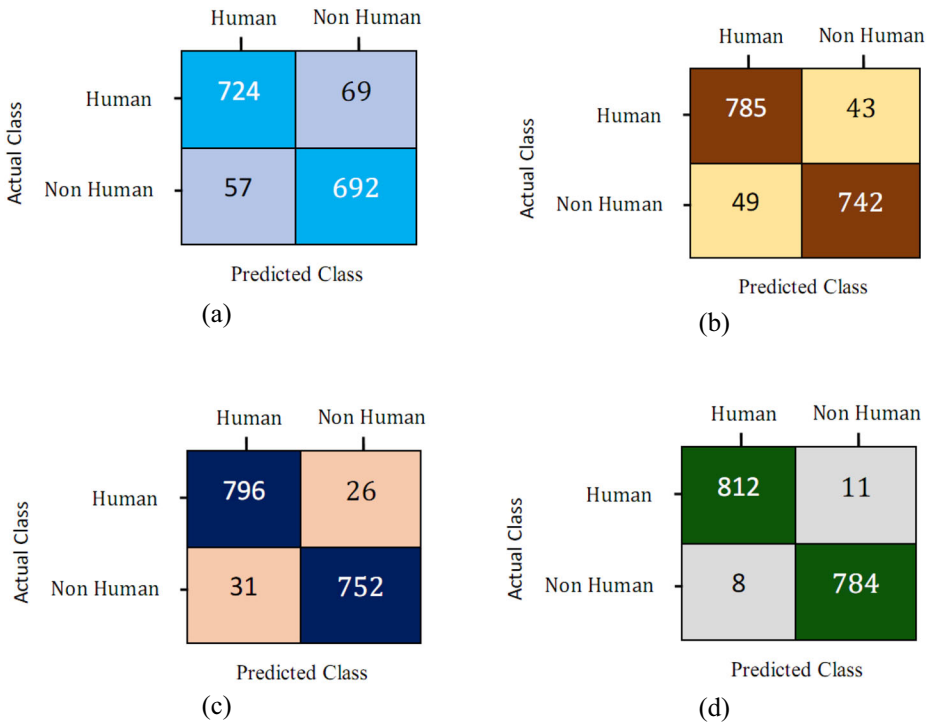 Human Non Human
Actual Class
Human 724 69
Non Human 57 692
Predicted Class
(a)
Human Non Human
Actual Class
Human 785 43
Non Human 49 742
Predicted Class
(b)
Human Non Human
Actual Class
Human 796 26
Non Human 31 752
Predicted Class
(c)
Human Non Human
Actual Class
Human 812 11
Non Human 8 784
Predicted Class
(d)